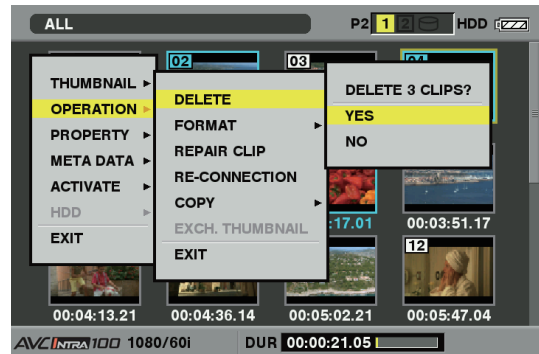 ALL P2 1 2 HDD
02 03 04
THUMBNAIL
OPERATION
PROPERTY
META DATA
ACTIVATE
HDD
EXIT
DELETE
FORMAT
REPAIR CLIP
RE-CONNECTION
COPY
EXCH. THUMBNAIL
EXIT
DELETE 3 CLIPS?
YES
NO
:17.01 00:03:51.17
12
00:04:13.21 00:04:36.14 00:05:02.21 00:05:47.04
AVC INTRA 100 1080/60i DUR 00:00:21.05